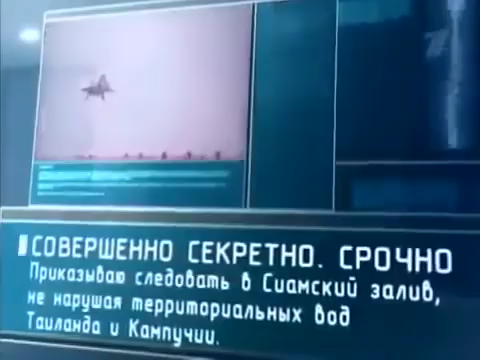 СОВЕРШЕННО СЕКРЕТНО. СРОЧНО
Приказываю следовать в Сиамский залив,
не нарушая территориальных вод
Таиланда и Кампучии.